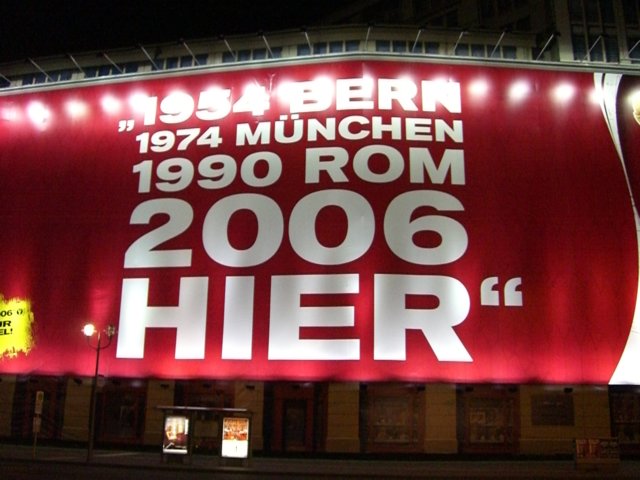 „1954 BERN
1974 MÜNCHEN
1990 ROM
2006
HIER“